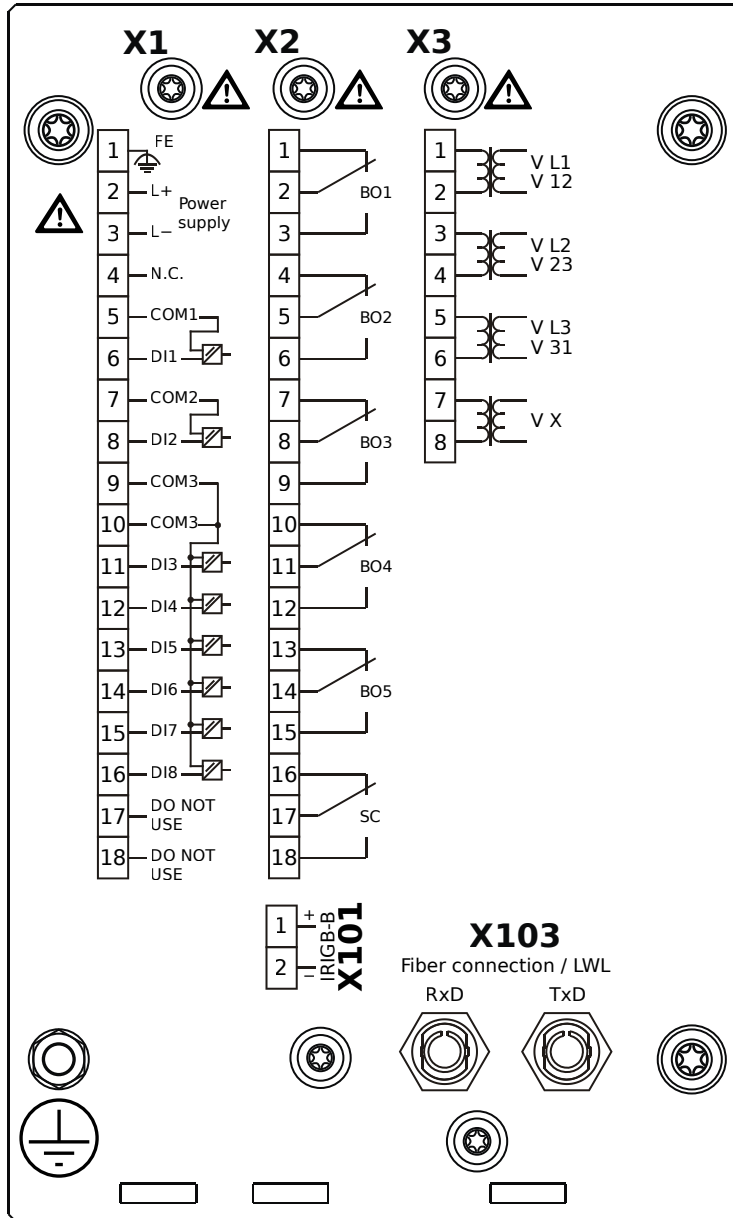 X1
X2
X3
1
FE
2
L+
Power
supply
3
L−
4
N.C.
5
COM1
6
DI1
7
COM2
8
DI2
9
COM3
10
COM3
11
DI3
12
DI4
13
DI5
14
DI6
15
DI7
16
DI8
17
DO NOT
USE
18
DO NOT
USE
1
2
BO1
3
4
5
BO2
6
7
8
BO3
9
10
11
BO4
12
13
14
BO5
15
16
17
SC
18
1
V L1
2
V 12
3
V L2
4
V 23
5
V L3
6
V 31
7
V X
8
1
+
2
−
IRIGB-B
X101
X103
Fiber connection / LWL
RxD
TxD